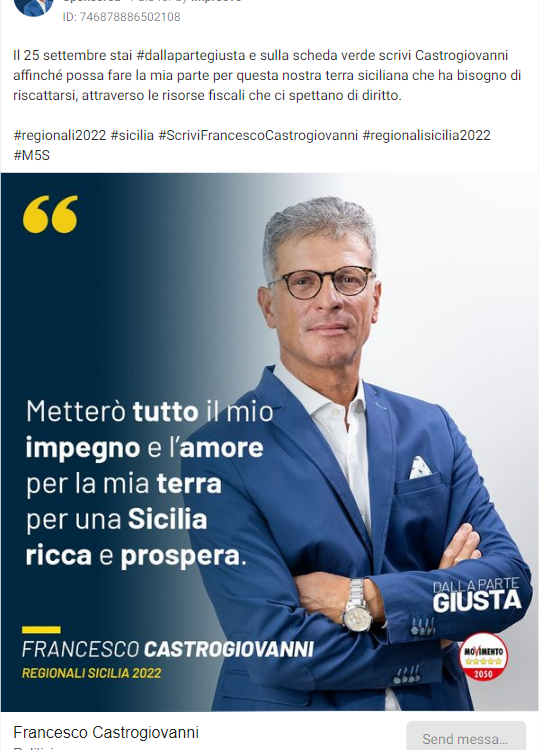 ID: 746878886502108
Il 25 settembre stai #dallapartegiusta e sulla scheda verde scrivi Castrogiovanni
affinché possa fare la mia parte per questa nostra terra siciliana che ha bisogno di
riscattarsi, attraverso le risorse fiscali che ci spettano di diritto.
#regionali2022 #sicilia #ScriviFrancescoCastrogiovanni #regionalisicilia2022
#M5S
“
Metterò tutto il mio
impegno e l’amore
per la mia terra
per una Sicilia
ricca e prospera.
DALLA PARTE
GIUSTA
FRANCESCO CASTROGIOVANNI
REGIONALI SICILIA 2022
MOVIMENTO
2050
Francesco Castrogiovanni
Send messa...